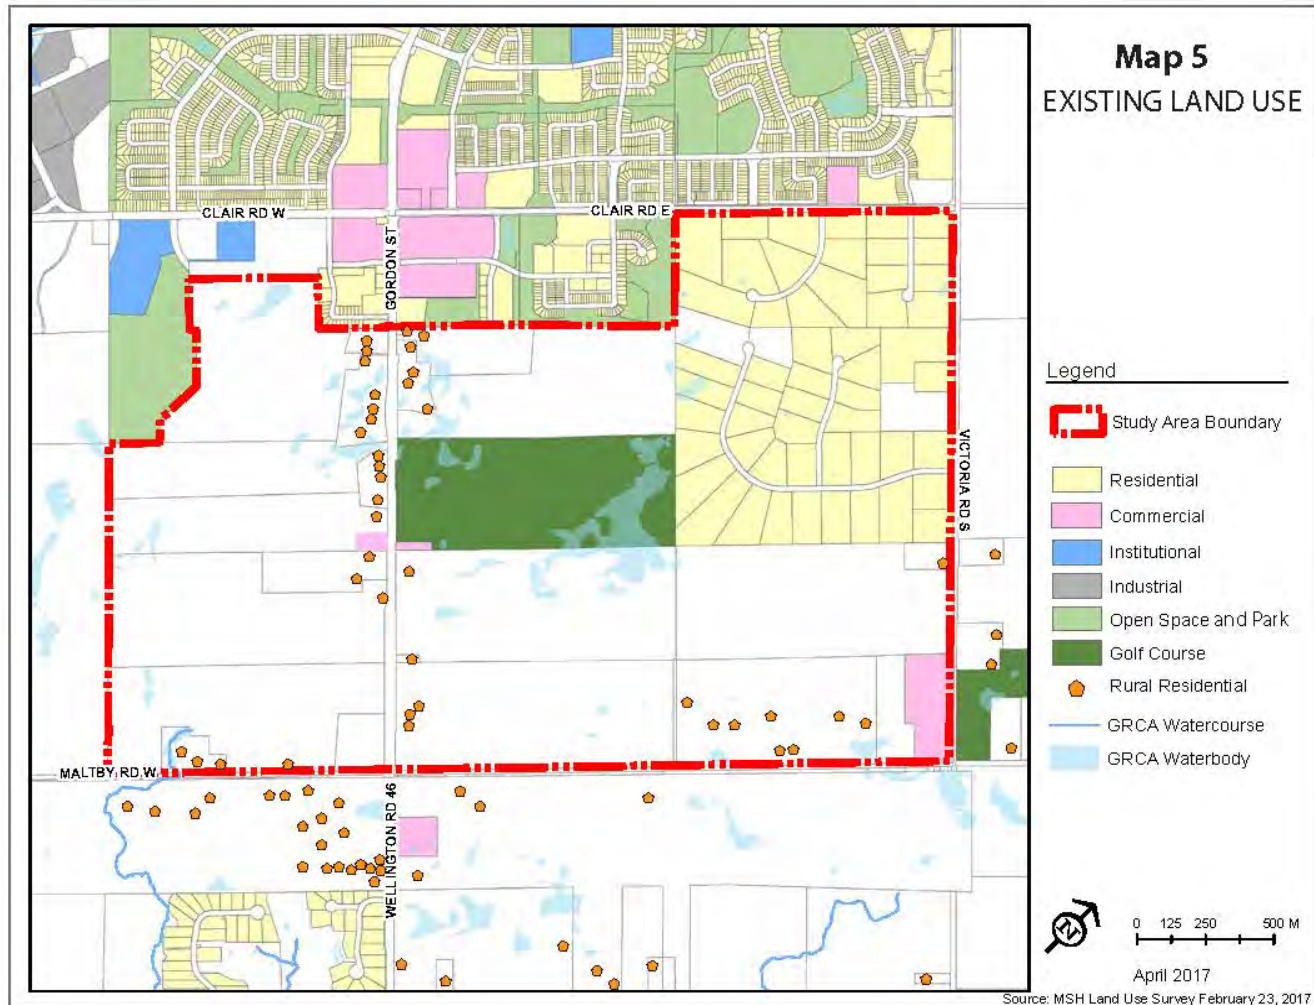 Map 5
EXISTING LAND USE
CLAIR RD W
CLAIR RD E
GORDON ST
VICTORIA RD S
MALTBY RD W
WELLINGTON RD 46
Legend
Study Area Boundary
Residential
Commercial
Institutional
Industrial
Open Space and Park
Golf Course
Rural Residential
GRCA Watercourse
GRCA Waterbody
N
0 125 250 500 M
April 2017
Source: MSH Land Use Survey February 23, 2017